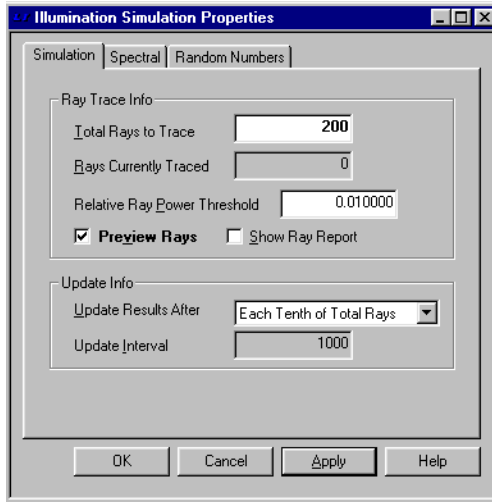 Illumination Simulation Properties
Simulation Spectral Random Numbers
Ray Trace Info
Total Rays to Trace 200
Rays Currently Traced 0
Relative Ray Power Threshold 0.010000
Preview Rays Show Ray Report
Update Info
Update Results After Each Tenth of Total Rays
Update Interval 1000
OK Cancel Apply Help